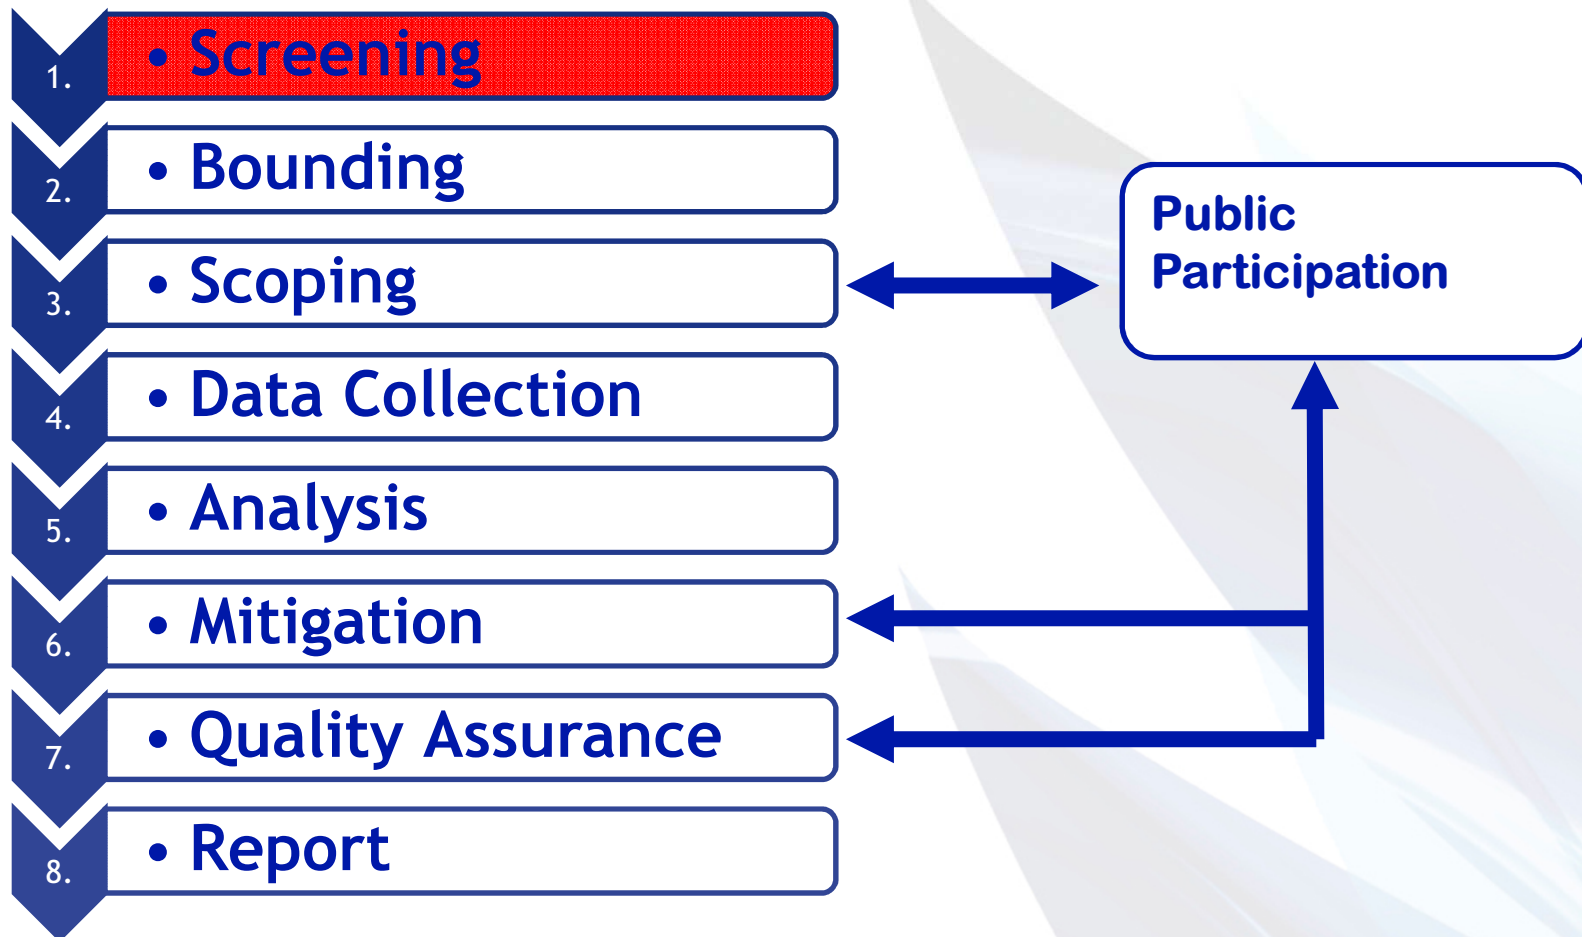 1.
• Screening
2.
• Bounding
3.
• Scoping
4.
• Data Collection
5.
• Analysis
6.
• Mitigation
7.
• Quality Assurance
8.
• Report
Public
Participation